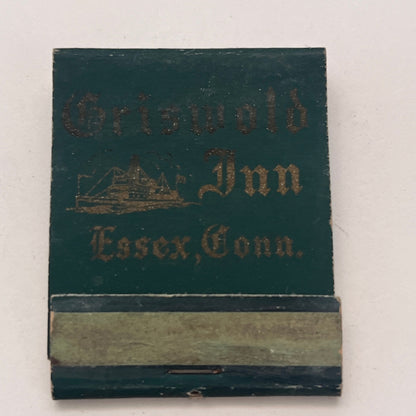 Griswold
Inn
Essex, Conn.